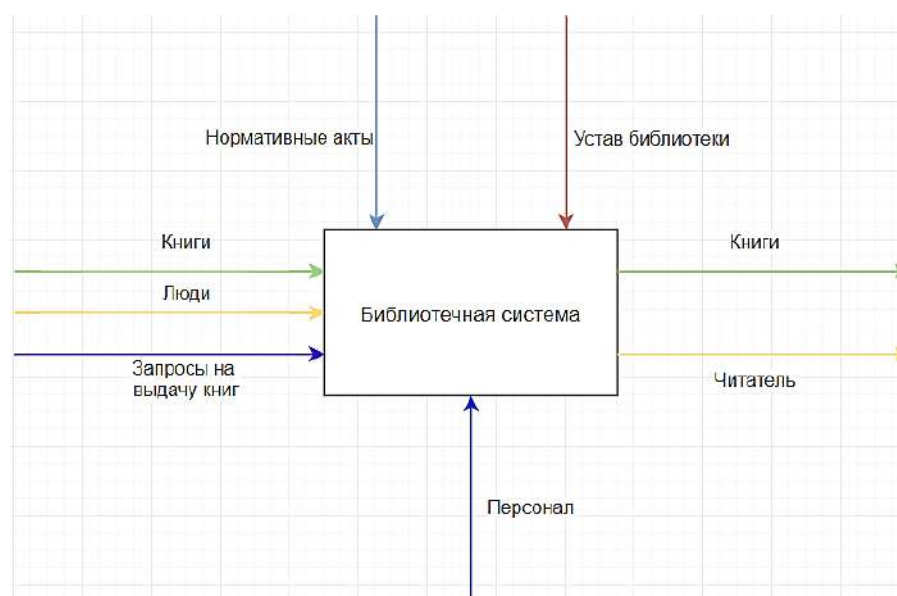 Нормативные акты
Устав библиотеки
Книги
Книги
Люди
Библиотечная система
Запросы на
выдачу книг
Читатель
Персонал